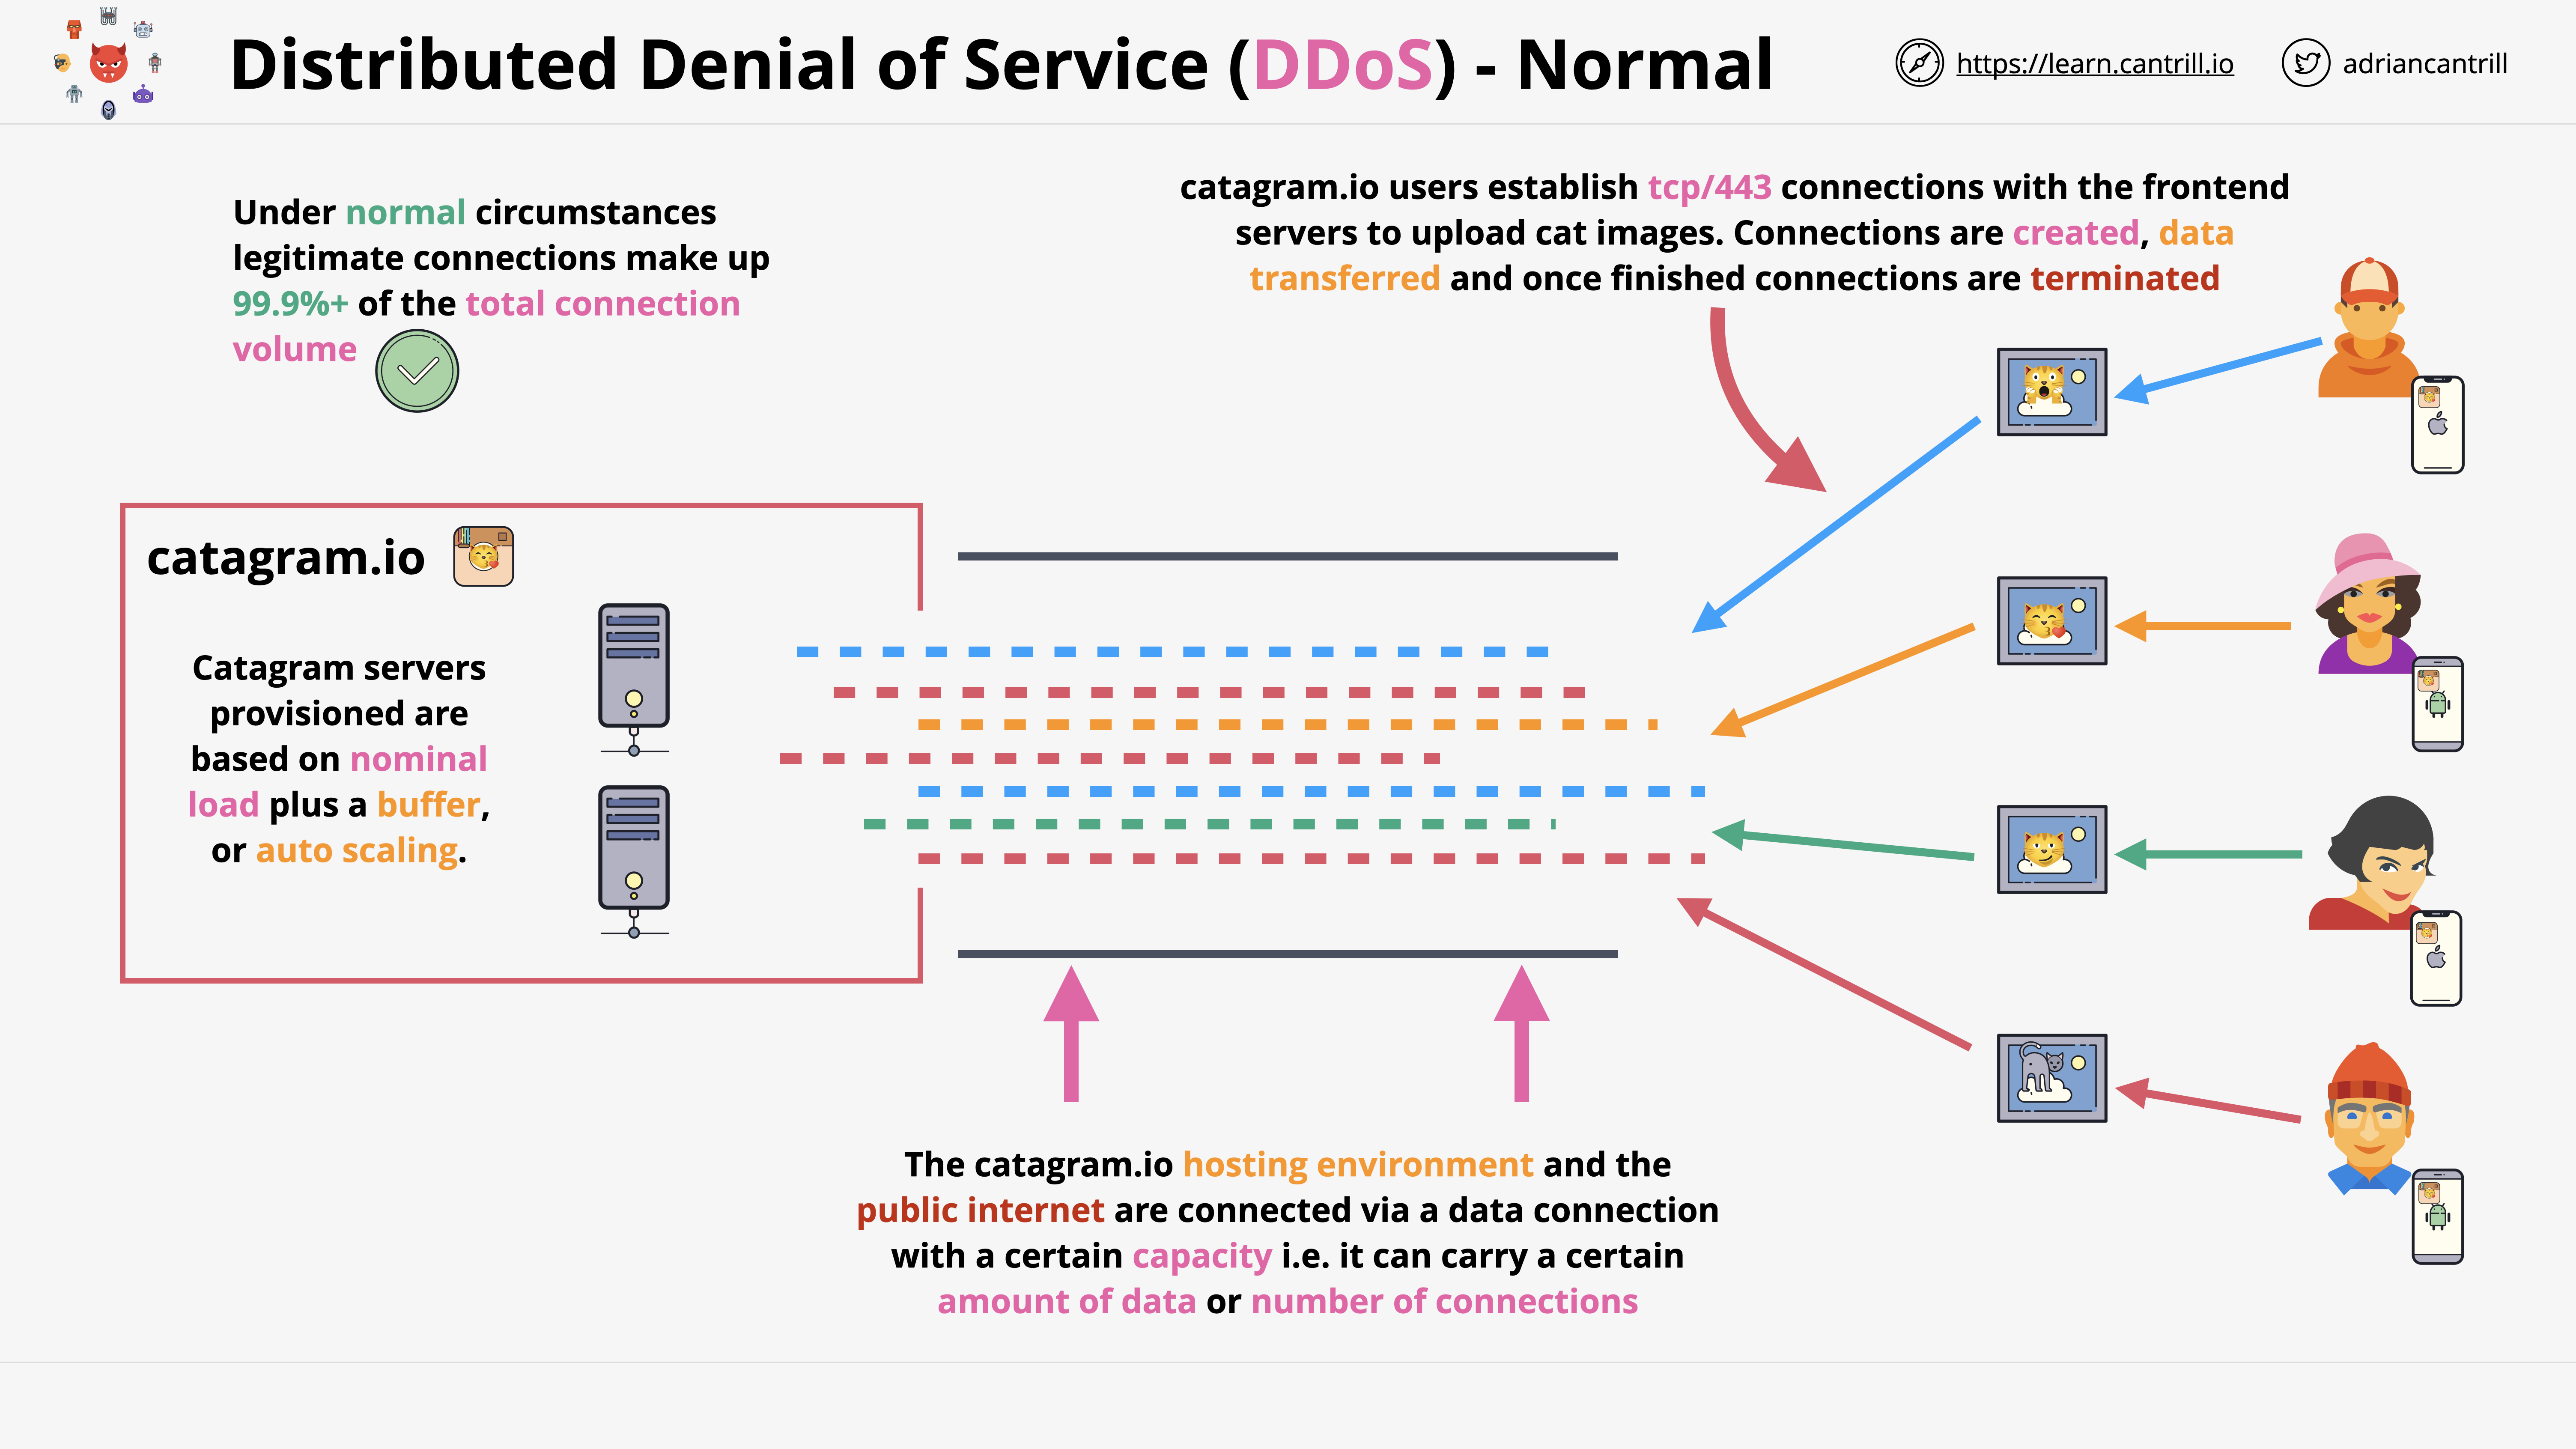 Distributed Denial of Service (DDoS) - Normal
https://learn.cantrill.io
adriancantrill
Under normal circumstances
legitimate connections make up
99.9%+ of the total connection
volume
catagram.io users establish tcp/443 connections with the frontend
servers to upload cat images. Connections are created, data
transferred and once finished connections are terminated
catagram.io
Catagram servers
provisioned are
based on nominal
load plus a buffer,
or auto scaling.
The catagram.io hosting environment and the
public internet are connected via a data connection
with a certain capacity i.e. it can carry a certain
amount of data or number of connections